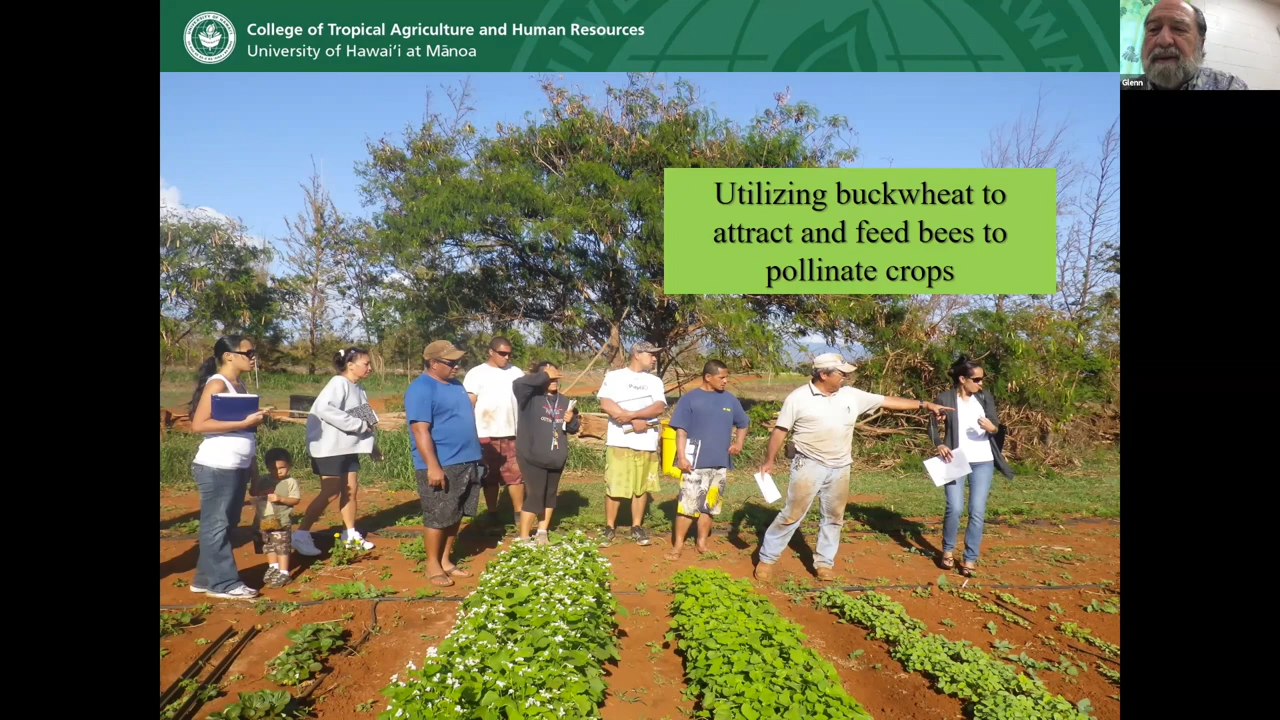 College of Tropical Agriculture and Human Resources
University of Hawaiʻi at Mānoa
Glenn
Utilizing buckwheat to
attract and feed bees to
pollinate crops